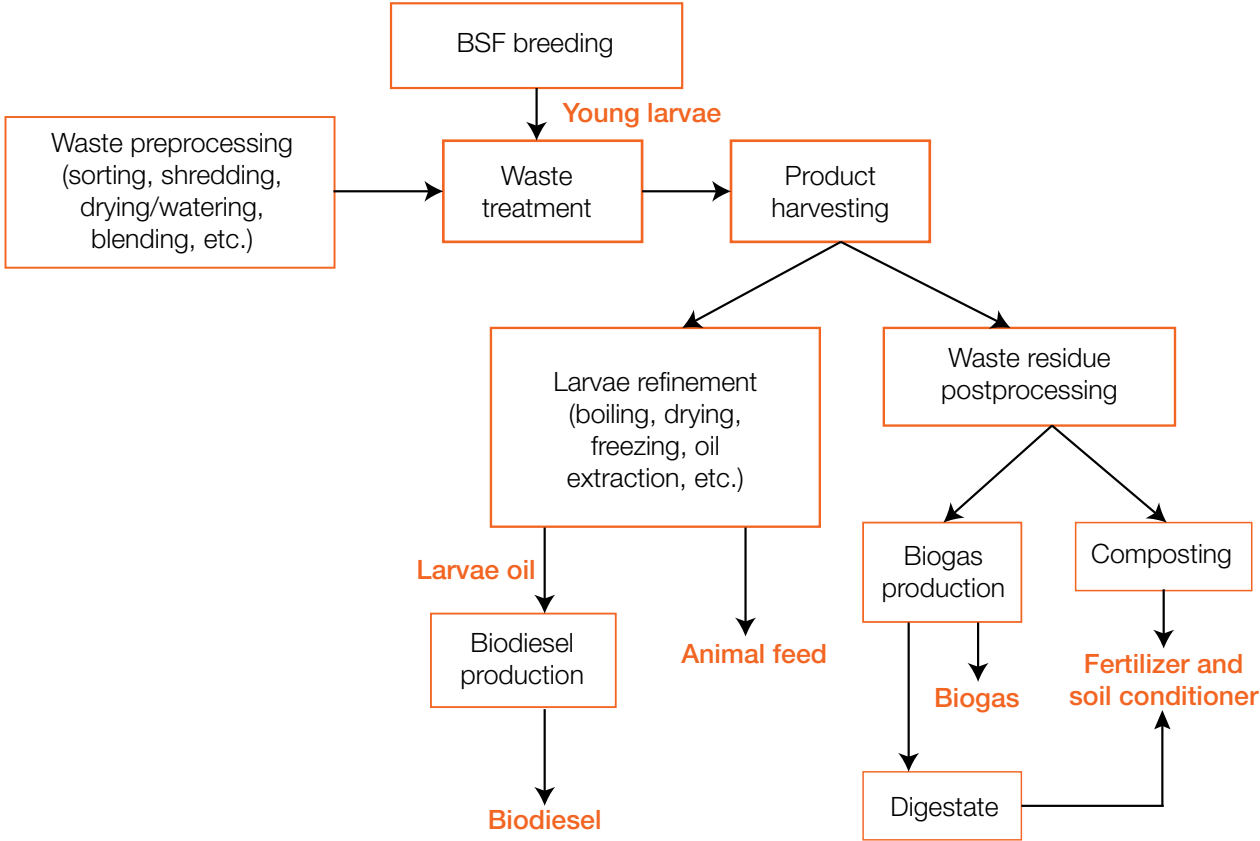 BSF breeding
Young larvae
Waste preprocessing
(sorting, shredding,
drying/watering,
blending, etc.)
Waste
treatment
Product
harvesting
Larvae refinement
(boiling, drying,
freezing, oil
extraction, etc.)
Waste residue
postprocessing
Larvae oil
Biodiesel
production
Biodiesel
Animal feed
Biogas
production
Biogas
Digestate
Composting
Fertilizer and
soil conditioner